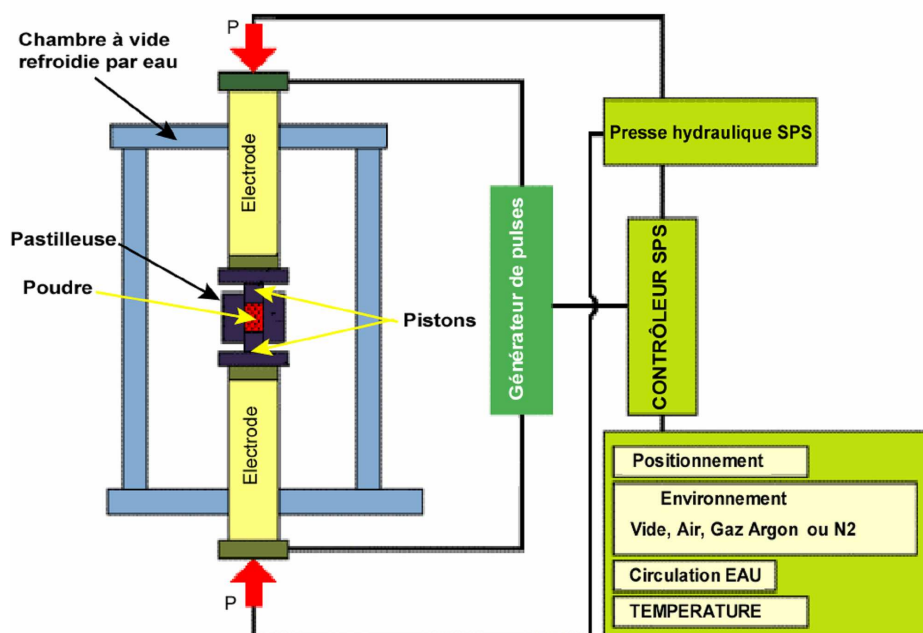 P
Chambre à vide
refroidie par eau
Electrode
Pastilleuse
Poudre
Pistons
Electrode
P
Générateur de pulses
Presse hydraulique SPS
CONTRÔLEUR SPS
Positionnement
Environnement
Vide, Air, Gaz Argon ou N2
Circulation EAU
TEMPERATURE